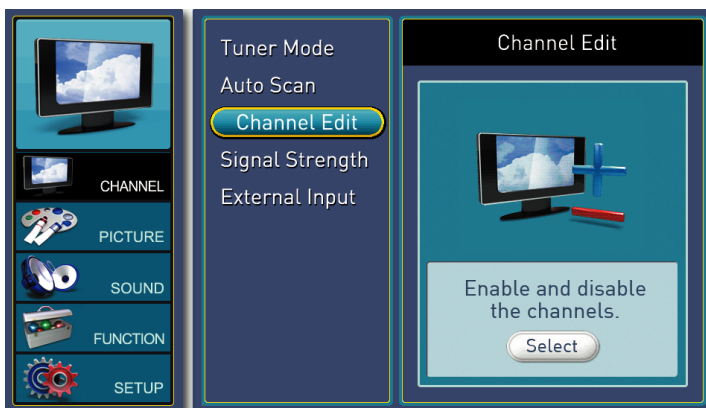 CHANNEL
PICTURE
SOUND
FUNCTION
SETUP
Tuner Mode
Auto Scan
Channel Edit
Signal Strength
External Input
Channel Edit
Enable and disable
the channels.
Select